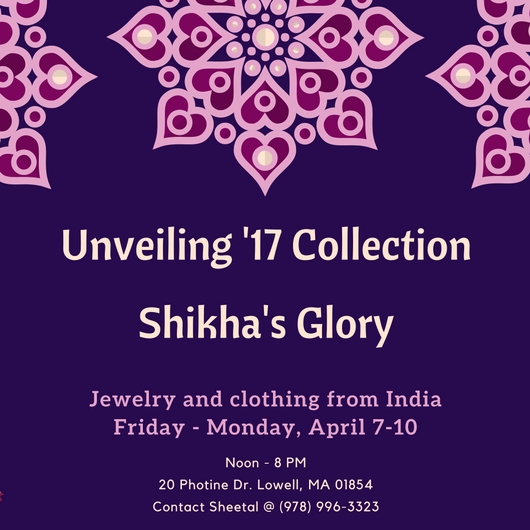 Unveiling '17 Collection
Shikha's Glory
Jewelry and clothing from India
Friday - Monday, April 7-10
Noon - 8 PM
20 Photine Dr. Lowell, MA 01854
Contact Sheetal @ (978) 996-3323